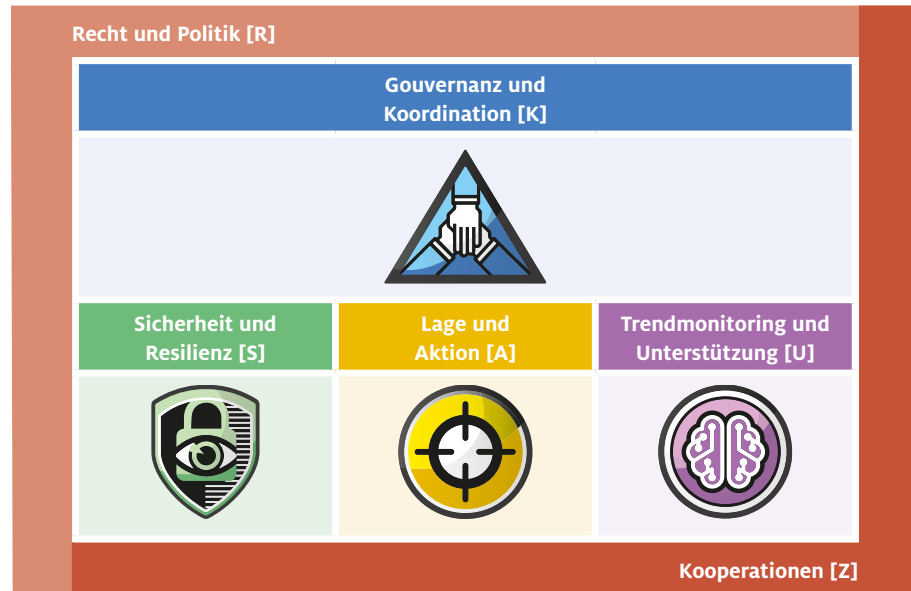 Recht und Politik [R]
Gouvernanz und
Koordination [K]
Sicherheit und
Resilienz [S]
Lage und
Aktion [A]
Trendmonitoring und
Unterstützung [U]
Kooperationen [Z]